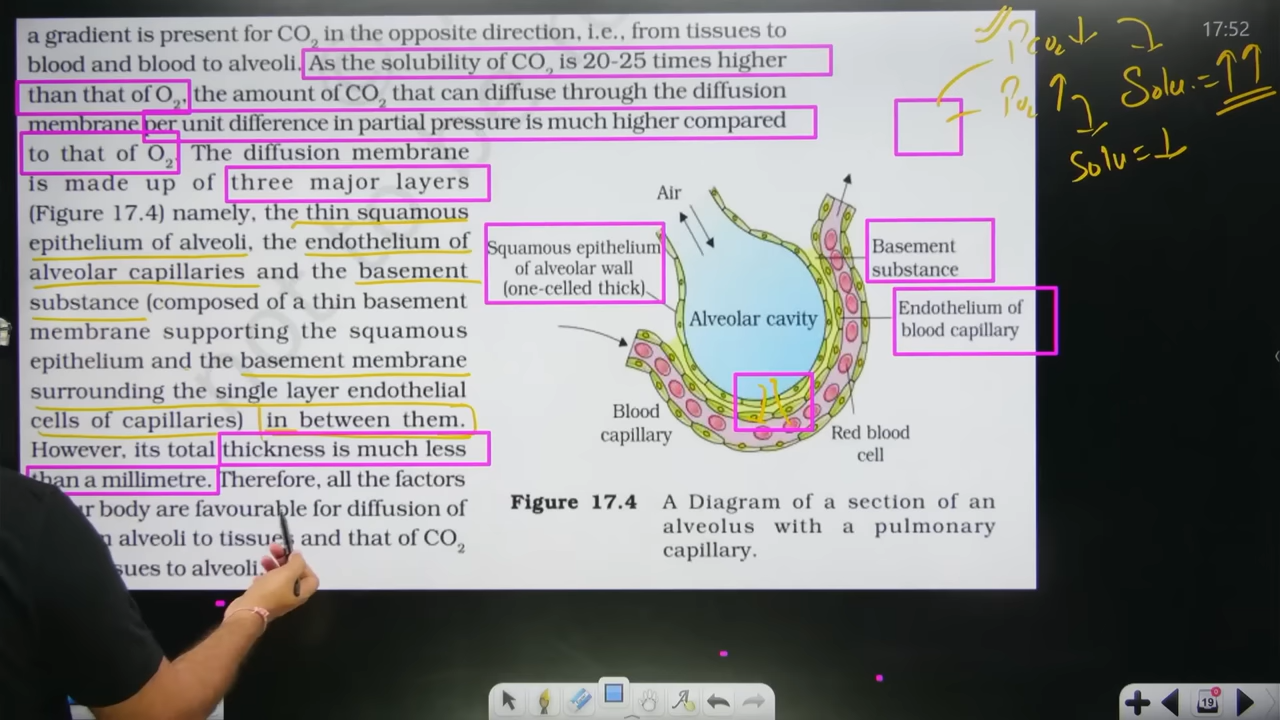 a gradient is present for CO2 in the opposite direction, i.e., from tissues to
blood and blood to alveoli. As the solubility of CO2 is 20-25 times higher
than that of O2, the amount of CO2 that can diffuse through the diffusion
membrane per unit difference in partial pressure is much higher compared
to that of O2. The diffusion membrane
is made up of three major layers
(Figure 17.4) namely, the thin squamous
epithelium of alveoli, the endothelium of
alveolar capillaries and the basement
substance (composed of a thin basement
membrane supporting the squamous
epithelium and the basement membrane
surrounding the single layer endothelial
cells of capillaries) in between them.
However, its total thickness is much less
than a millimetre. Therefore, all the factors
body are favourable for diffusion of
alveoli to tissues and that of CO2
to alveoli.
Air
Squamous epithelium
of alveolar wall
(one-celled thick)
Alveolar cavity
Basement
substance
Endothelium of
blood capillary
Blood
capillary
Red blood
cell
Figure 17.4 A Diagram of a section of an
alveolus with a pulmonary
capillary.
PCO2↓
PO2↑ Solu.=↑↑
Solu=↓
17:52
19